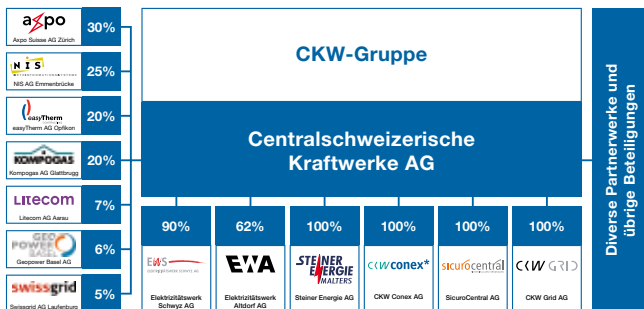 axpo
Axpo Suisse AG Zürich
30%
NIS
NIS AG Emmenbrücke
25%
easyTherm
easyTherm AG Opfikon
20%
KOMPOGAS
Kompogas AG Glattbrugg
20%
LITECOM
Litecom AG Aarau
7%
GEO
POWER
BASEL
Geopower Basel AG
6%
swissgrid
Swissgrid AG Laufenburg
5%
CKW-Gruppe
Centralschweizerische
Kraftwerke AG
90%
62%
100%
100%
100%
100%
EWS
Elektrizitätswerk
Schwyz AG
EWA
Elektrizitätswerk
Altdorf AG
STEINER
ENERGIE
MALTERS
Steiner Energie AG
CKW conex*
CKW Conex AG
sicurocentral
SicuroCentral AG
CKW GRID
CKW Grid AG
Diverse Partnerwerke und
übrige Beteiligungen